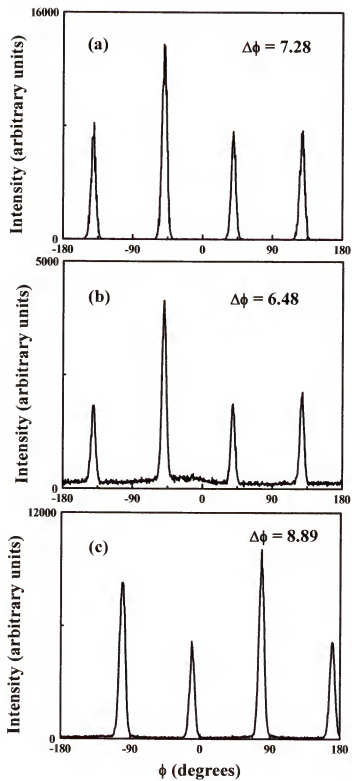 16000
(a)
Δϕ = 7.28
Intensity (arbitrary units)
0
-180 -90 0 90 180
5000
(b)
Δϕ = 6.48
Intensity (arbitrary units)
0
-180 -90 0 90 180
12000
(c)
Δϕ = 8.89
Intensity (arbitrary units)
0
-180 -90 0 90 180
ϕ (degrees)